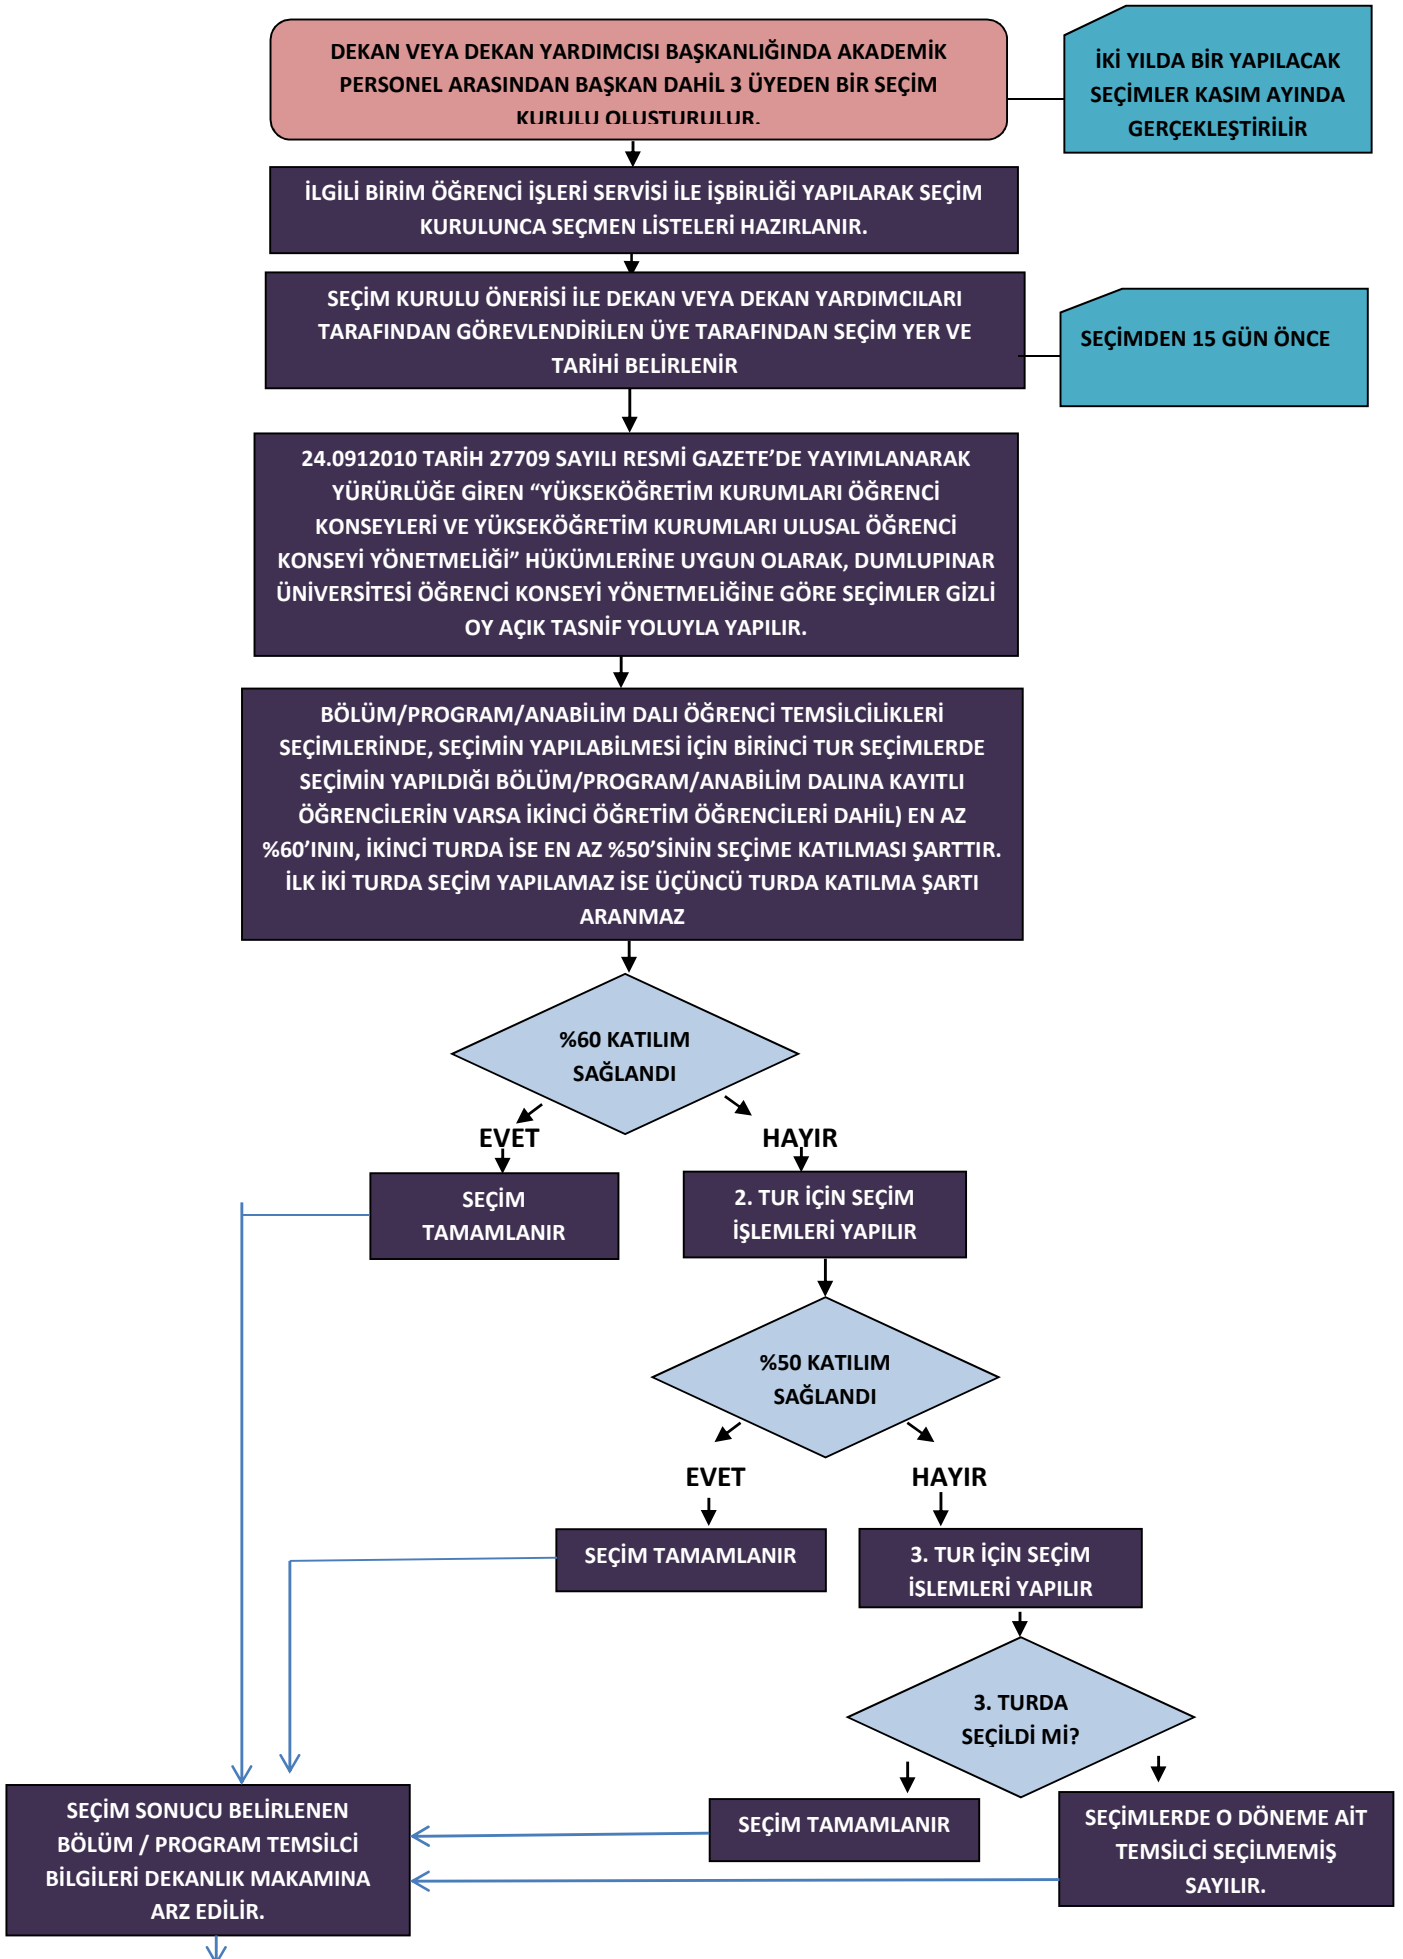 DEKAN VEYA DEKAN YARDIMCISI BAŞKANLIĞINDA AKADEMİK
PERSONEL ARASINDAN BAŞKAN DAHİL 3 ÜYEDEN BİR SEÇİM
KURULU OLUŞTURULUR.
İKİ YILDA BİR YAPILACAK
SEÇİMLER KASIM AYINDA
GERÇEKLEŞTİRİLİR
İLGİLİ BİRİM ÖĞRENCİ İŞLERİ SERVİSİ İLE İŞBİRLİĞİ YAPILARAK SEÇİM
KURULUNCA SEÇMEN LİSTELERİ HAZIRLANIR.
SEÇİM KURULU ÖNERİSİ İLE DEKAN VEYA DEKAN YARDIMCILARI
TARAFINDAN GÖREVLENDİRİLEN ÜYE TARAFINDAN SEÇİM YER VE
TARİHİ BELİRLENİR
SEÇİMDEN 15 GÜN ÖNCE
24.0912010 TARİH 27709 SAYILI RESMİ GAZETE’DE YAYIMLANARAK
YÜRÜRLÜĞE GİREN “YÜKSEKÖĞRETİM KURUMLARI ÖĞRENCİ
KONSEYLERİ VE YÜKSEKÖĞRETİM KURUMLARI ULUSAL ÖĞRENCİ
KONSEYİ YÖNETMELİĞİ” HÜKÜMLERİNE UYGUN OLARAK, DUMLUPINAR
ÜNİVERSİTESİ ÖĞRENCİ KONSEYİ YÖNETMELİĞİNE GÖRE SEÇİMLER GİZLİ
OY AÇIK TASNİF YOLUYLA YAPILIR.
BÖLÜM/PROGRAM/ANABİLİM DALI ÖĞRENCİ TEMSİLCİLİKLERİ
SEÇİMLERİNDE, SEÇİMİN YAPILABİLMESİ İÇİN BİRİNCİ TUR SEÇİMLERDE
SEÇİMİN YAPILDIĞI BÖLÜM/PROGRAM/ANABİLİM DALINA KAYITLI
ÖĞRENCİLERİN VARSA İKİNCİ ÖĞRETİM ÖĞRENCİLERİ DAHİL) EN AZ
%60’ININ, İKİNCİ TURDA İSE EN AZ %50’SİNİN SEÇİME KATILMASI ŞARTTIR.
İLK İKİ TURDA SEÇİM YAPILAMAZ İSE ÜÇÜNCÜ TURDA KATILMA ŞARTI
ARANMAZ
%60 KATILIM
SAĞLANDI
EVET
HAYIR
SEÇİM
TAMAMLANIR
2. TUR İÇİN SEÇİM
İŞLEMLERİ YAPILIR
%50 KATILIM
SAĞLANDI
EVET
HAYIR
SEÇİM TAMAMLANIR
3. TUR İÇİN SEÇİM
İŞLEMLERİ YAPILIR
3. TURDA
SEÇİLDİ Mİ?
SEÇİM SONUCU BELİRLENEN
BÖLÜM / PROGRAM TEMSİLCİ
BİLGİLERİ DEKANLIK MAKAMINA
ARZ EDİLİR.
SEÇİM TAMAMLANIR
SEÇİMLERDE O DÖNEME AİT
TEMSİLCİ SEÇİLMEMİŞ
SAYILIR.